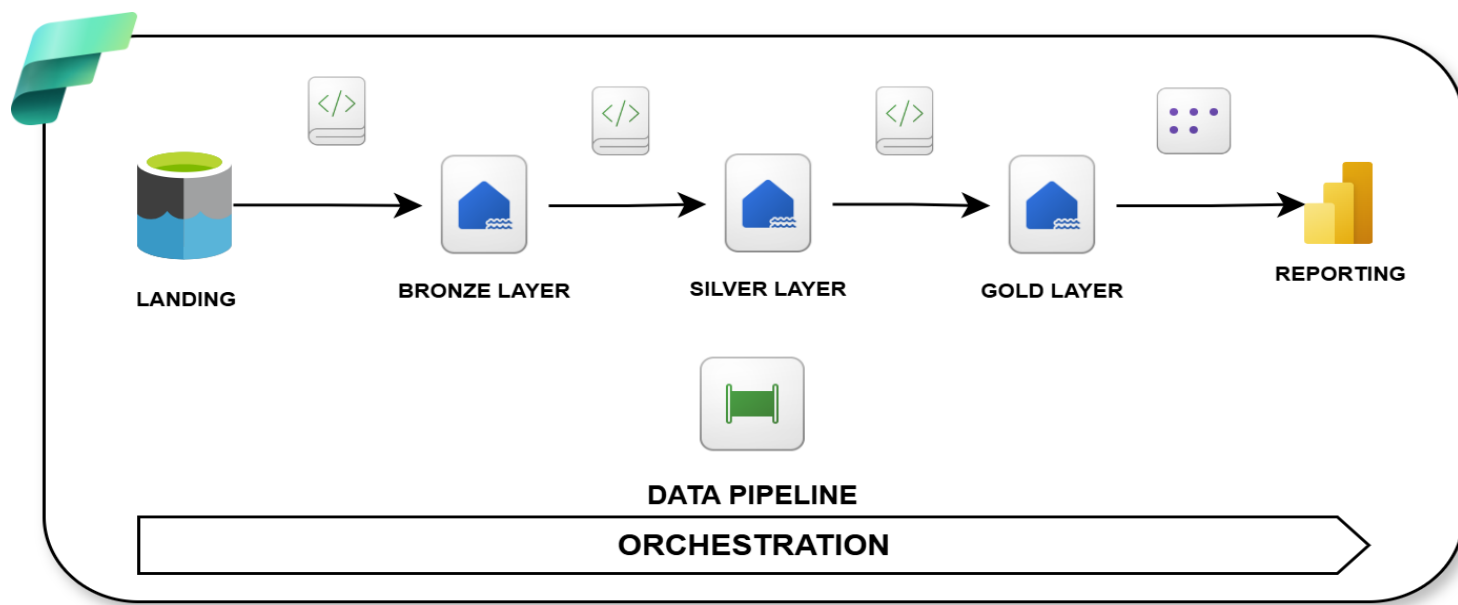 </>
</>
</>
LANDING
BRONZE LAYER
SILVER LAYER
GOLD LAYER
REPORTING
DATA PIPELINE
ORCHESTRATION